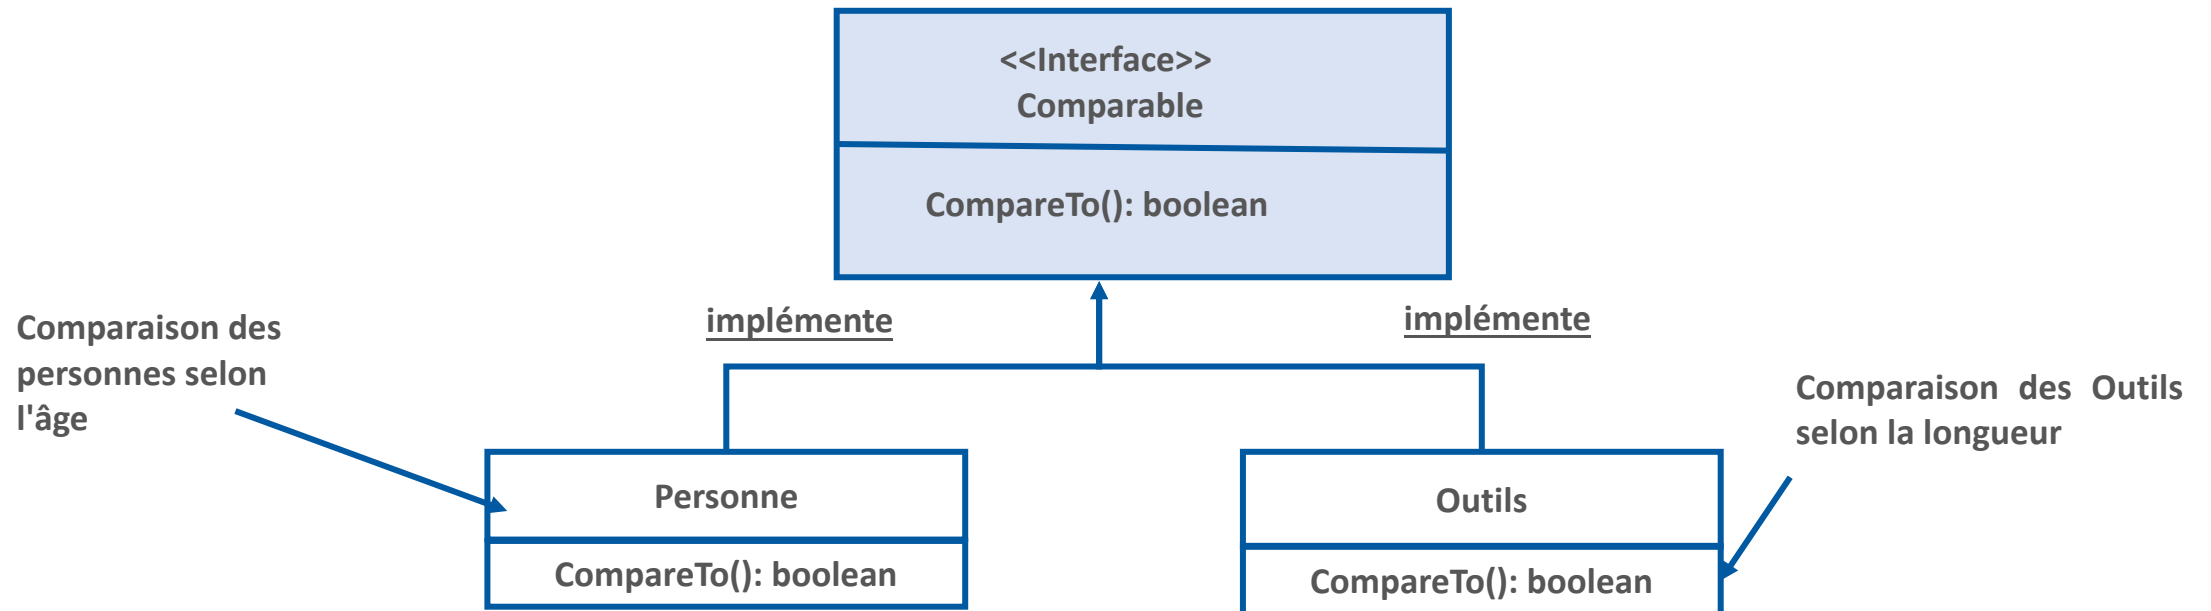 <<Interface>>
Comparable
CompareTo(): boolean
implémente
implémente
Comparaison des
personnes selon
l'âge
Comparaison des Outils
selon la longueur
Personne
CompareTo(): boolean
Outils
CompareTo(): boolean